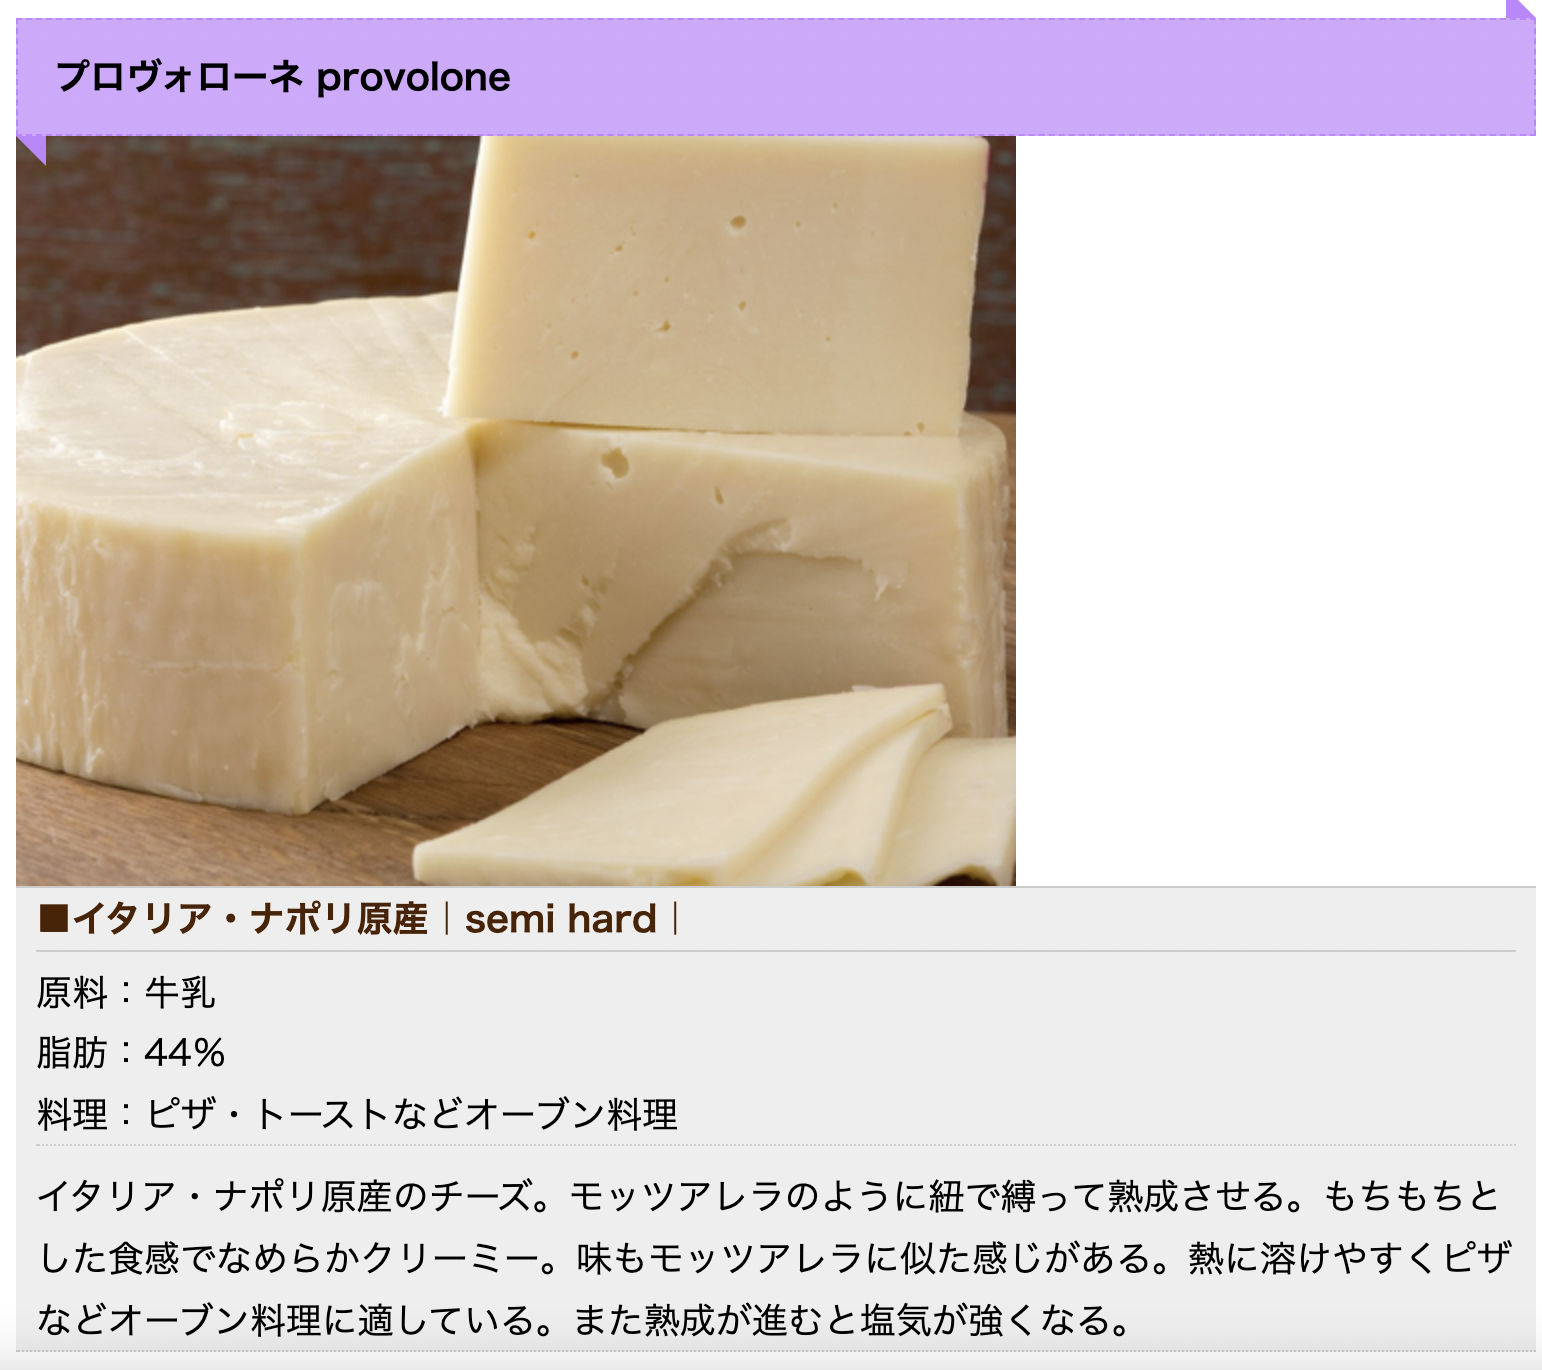 プロヴォローネ provolone
■イタリア・ナポリ原産｜semi hard｜
原料：牛乳
脂肪：44%
料理：ピザ・トーストなどオーブン料理
イタリア・ナポリ原産のチーズ。モッツアレラのように紐で縛って熟成させる。もちもちと
した食感でなめらかクリーミー。味もモッツアレラに似た感じがある。熱に溶けやすくピザ
などオーブン料理に適している。また熟成が進むと塩気が強くなる。